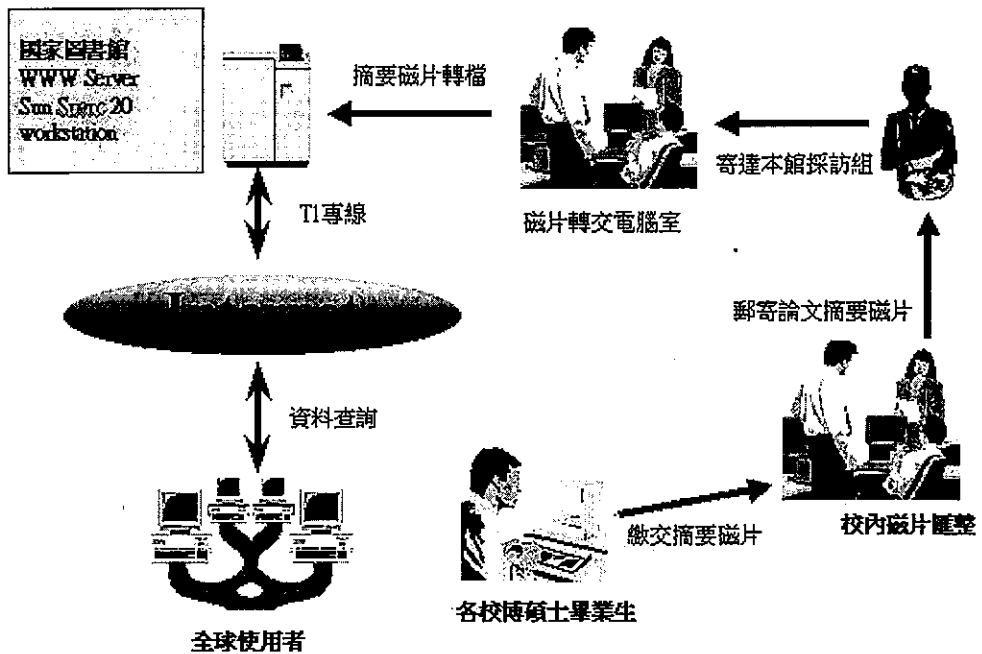 國家圖書館
WWW Server
Sun Sparc 20
workstation
摘要磁片轉檔
寄達本館採訪組
T1專線
磁片轉交電腦室
郵寄論文摘要磁片
資料查詢
繳交摘要磁片
校內磁片匯整
各校博碩士畢業生
全球使用者